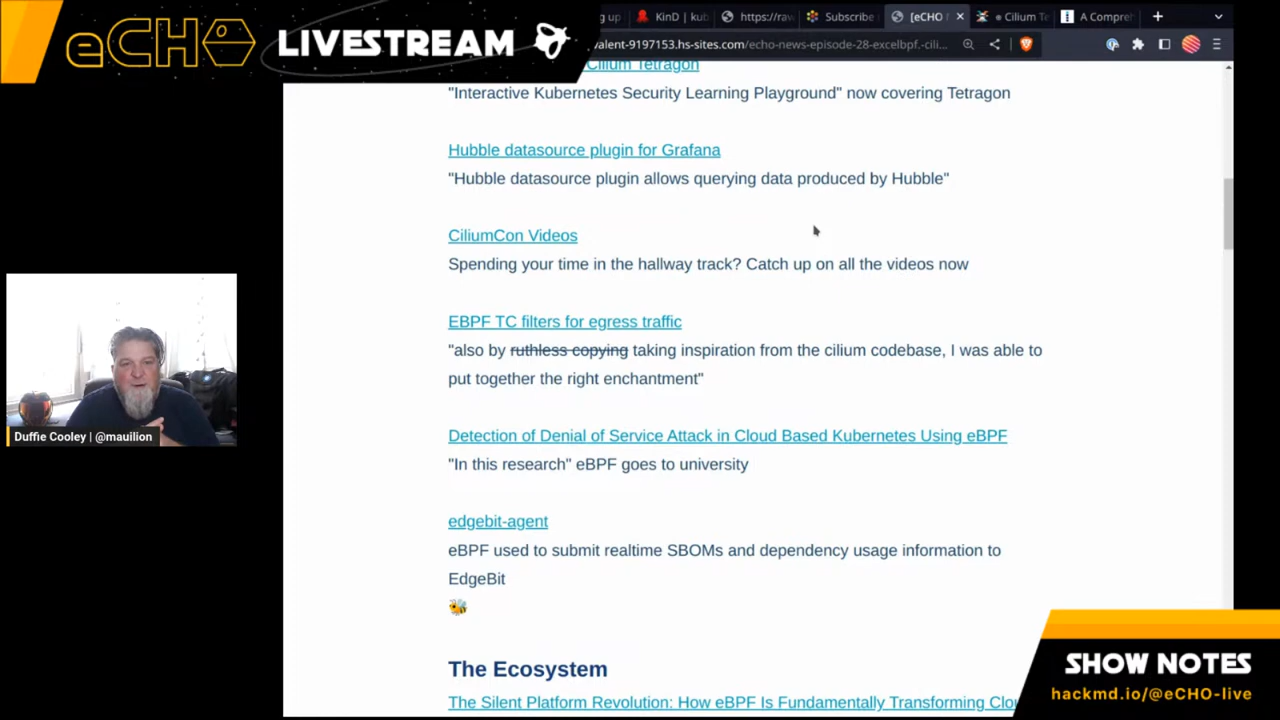 eCHO
LIVESTREAM
g up
KinD | kub
https://rav
Subscribe
[eCHO
Cilium Te
A Compreh
valent-9197153.hs-sites.com/echo-news-episode-28-excelbpf.-cili...
Cilium Tetragon
"Interactive Kubernetes Security Learning Playground" now covering Tetragon
Hubble datasource plugin for Grafana
"Hubble datasource plugin allows querying data produced by Hubble"
CiliumCon Videos
Spending your time in the hallway track? Catch up on all the videos now
EBPF TC filters for egress traffic
"also by ruthless copying taking inspiration from the cilium codebase, I was able to
put together the right enchantment"
Detection of Denial of Service Attack in Cloud Based Kubernetes Using eBPF
"In this research" eBPF goes to university
edgebit-agent
eBPF used to submit realtime SBOMs and dependency usage information to
EdgeBit
The Ecosystem
The Silent Platform Revolution: How eBPF Is Fundamentally Transforming Clou
Duffie Cooley | @mauilion
SHOW NOTES
hackmd.io/@eCHO-live